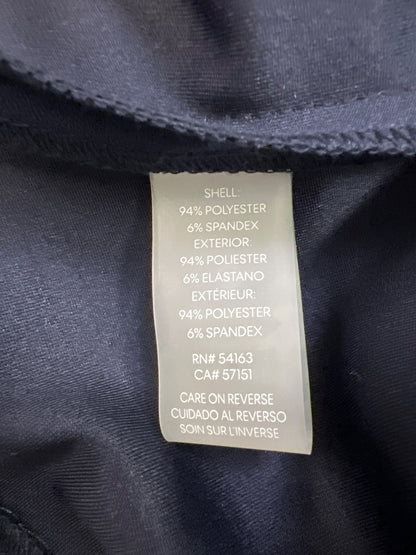 SHELL:
94% POLYESTER
6% SPANDEX
EXTERIOR:
94% POLIESTER
6% ELASTANO
EXTÉRIEUR:
94% POLYESTER
6% SPANDEX
RN# 54163
CA# 57151
CARE ON REVERSE
CUIDADO AL REVERSO
SOIN SUR L'INVERSE